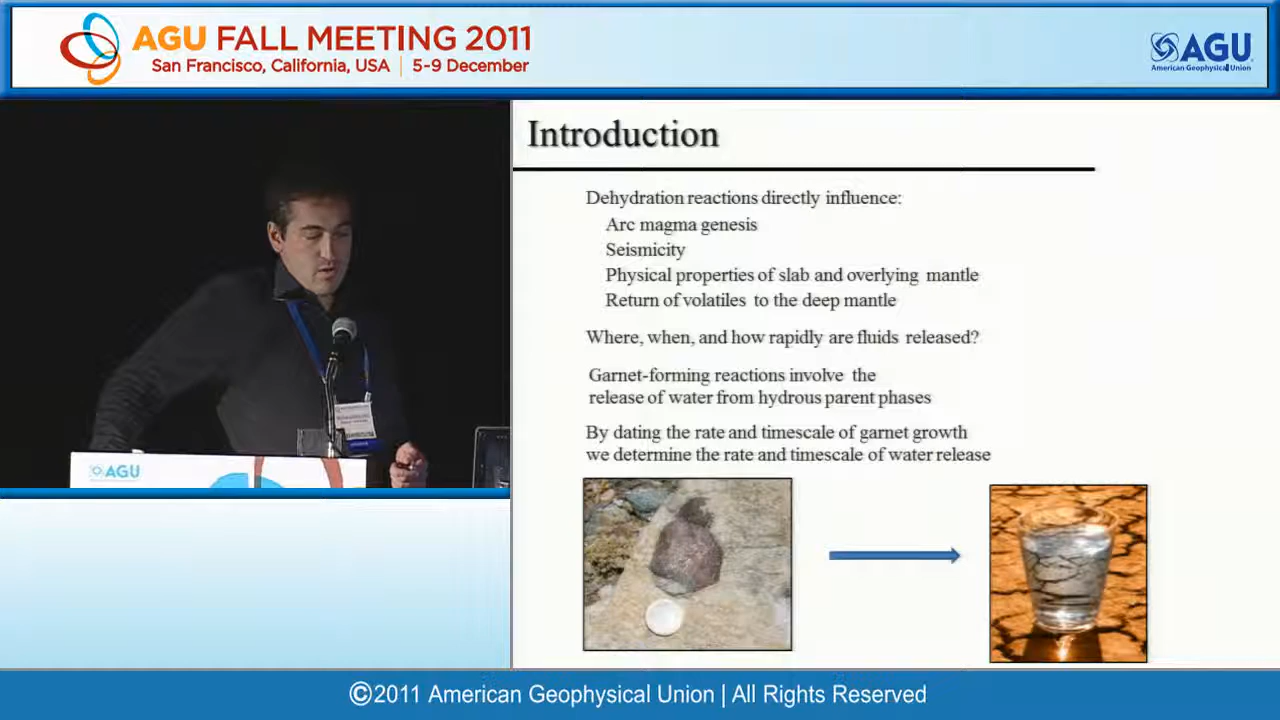 AGU FALL MEETING 2011
San Francisco, California, USA | 5-9 December
AGU
American Geophysical Union
Introduction
Dehydration reactions directly influence:
Arc magma genesis
Seismicity
Physical properties of slab and overlying mantle
Return of volatiles to the deep mantle
Where, when, and how rapidly are fluids released?
Garnet-forming reactions involve the
release of water from hydrous parent phases
By dating the rate and timescale of garnet growth
we determine the rate and timescale of water release
AGU
©2011 American Geophysical Union | All Rights Reserved